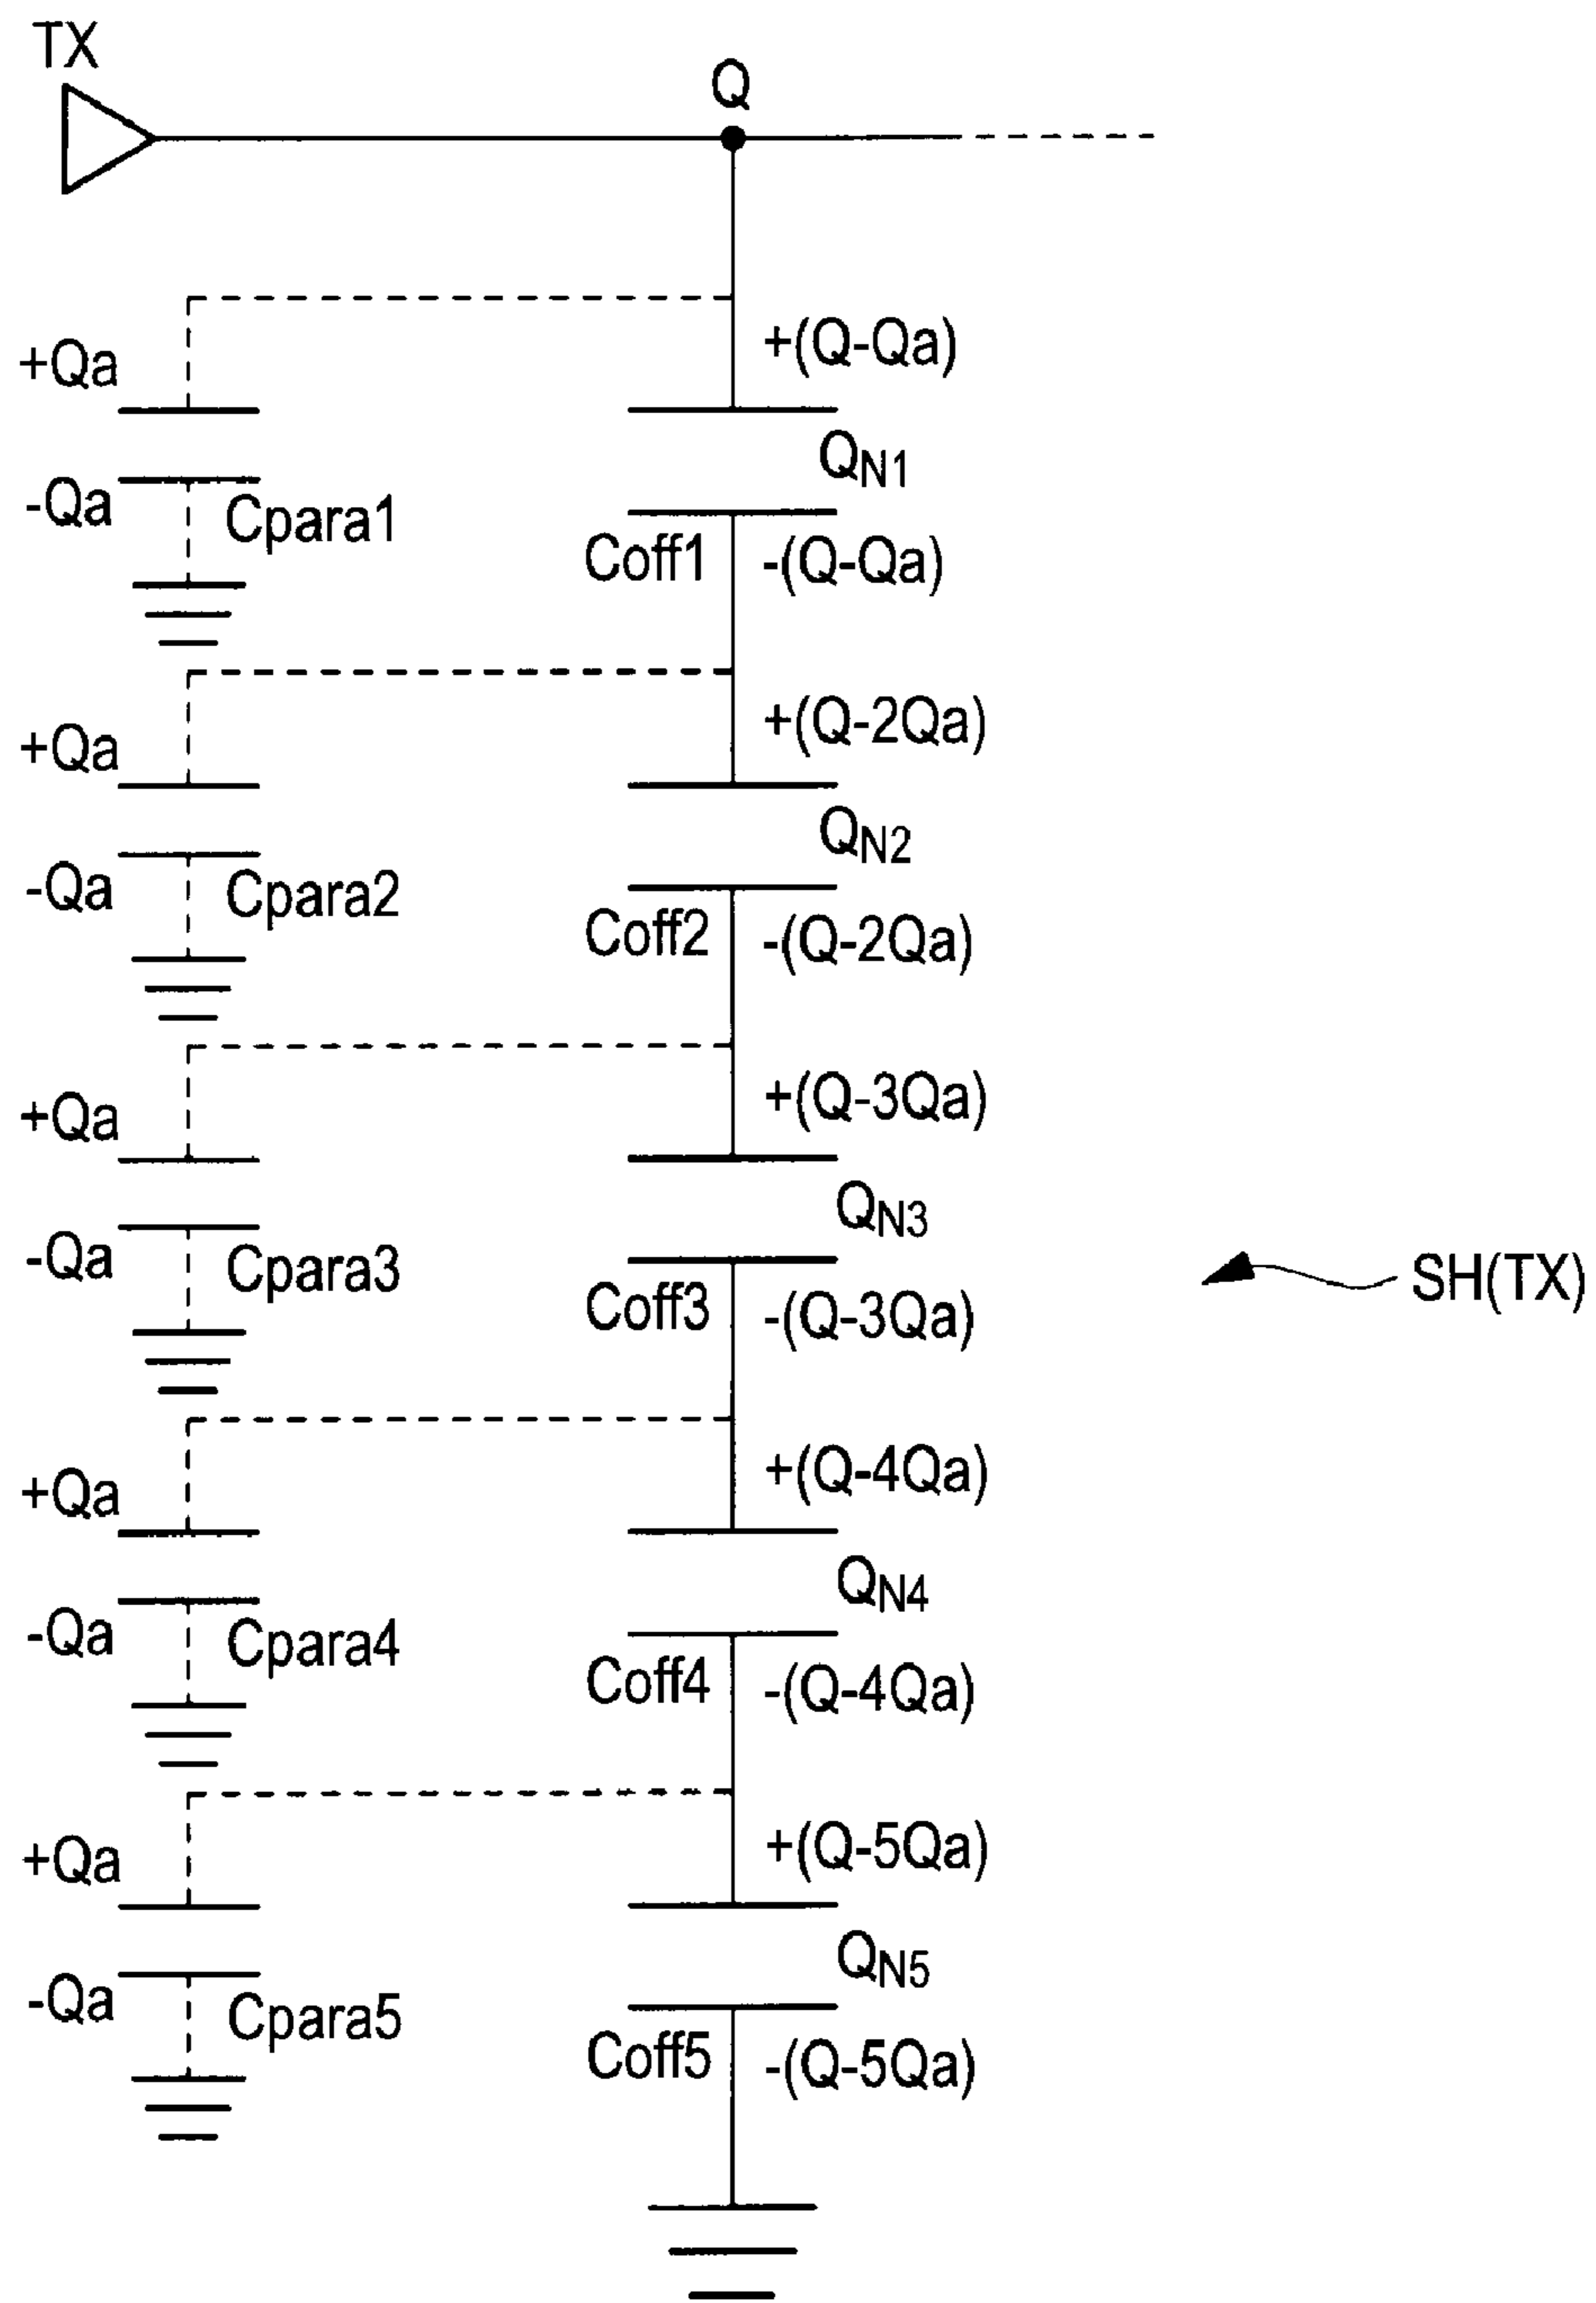 TX
Q
+Qa
+(Q-Qa)
QN1
-Qa
Cpara1
Coff1
-(Q-Qa)
+Qa
+(Q-2Qa)
QN2
-Qa
Cpara2
Coff2
-(Q-2Qa)
+Qa
+(Q-3Qa)
QN3
-Qa
Cpara3
Coff3
-(Q-3Qa)
SH(TX)
+Qa
+(Q-4Qa)
QN4
-Qa
Cpara4
Coff4
-(Q-4Qa)
+Qa
+(Q-5Qa)
QN5
-Qa
Cpara5
Coff5
-(Q-5Qa)